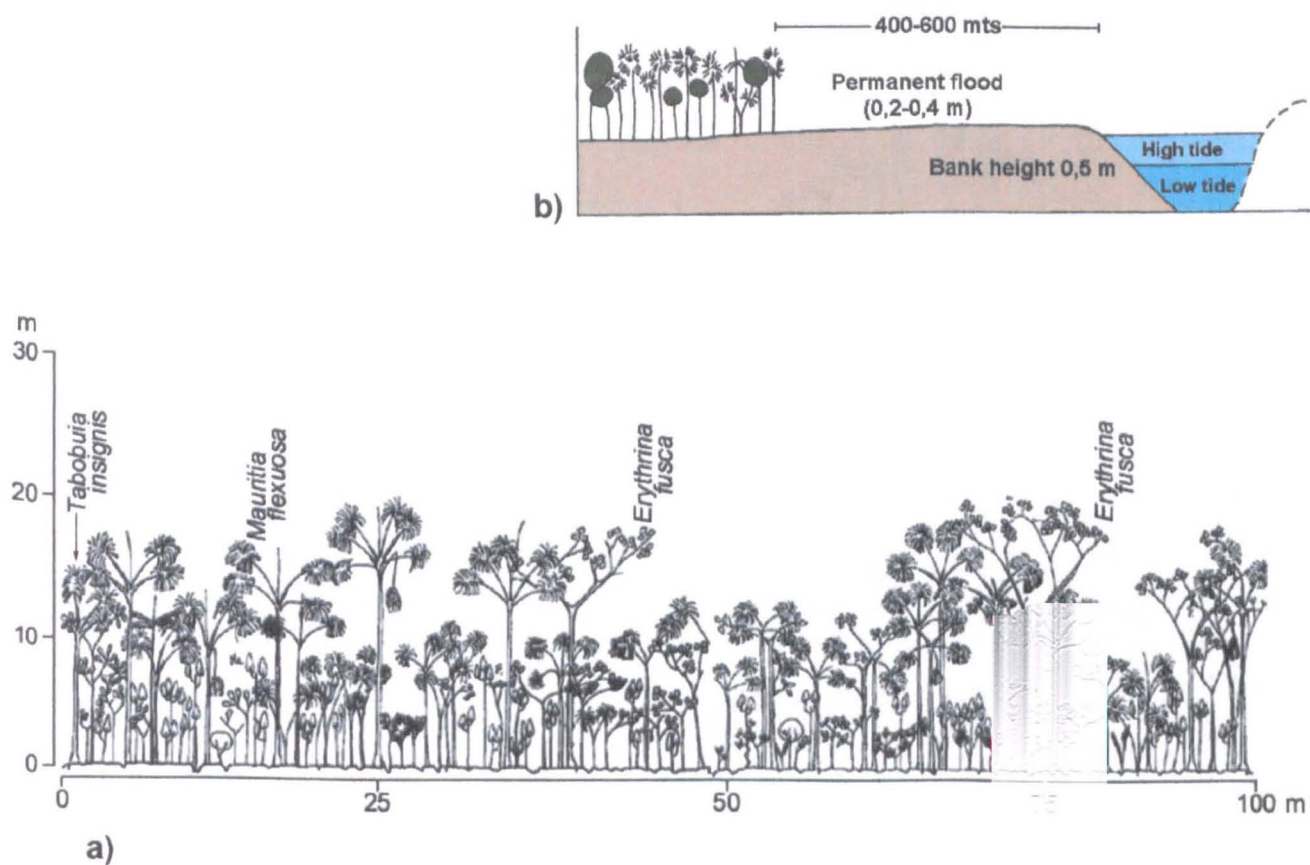 400-600 mts
Permanent flood
(0,2-0,4 m)
High tide
Bank height 0,5 m
Low tide
b)
m
30
20
10
0
Tabobuia
insignis
Mauritia
flexuosa
Erythrina
fusca
Erythrina
fusca
0
25
50
100 m
a)